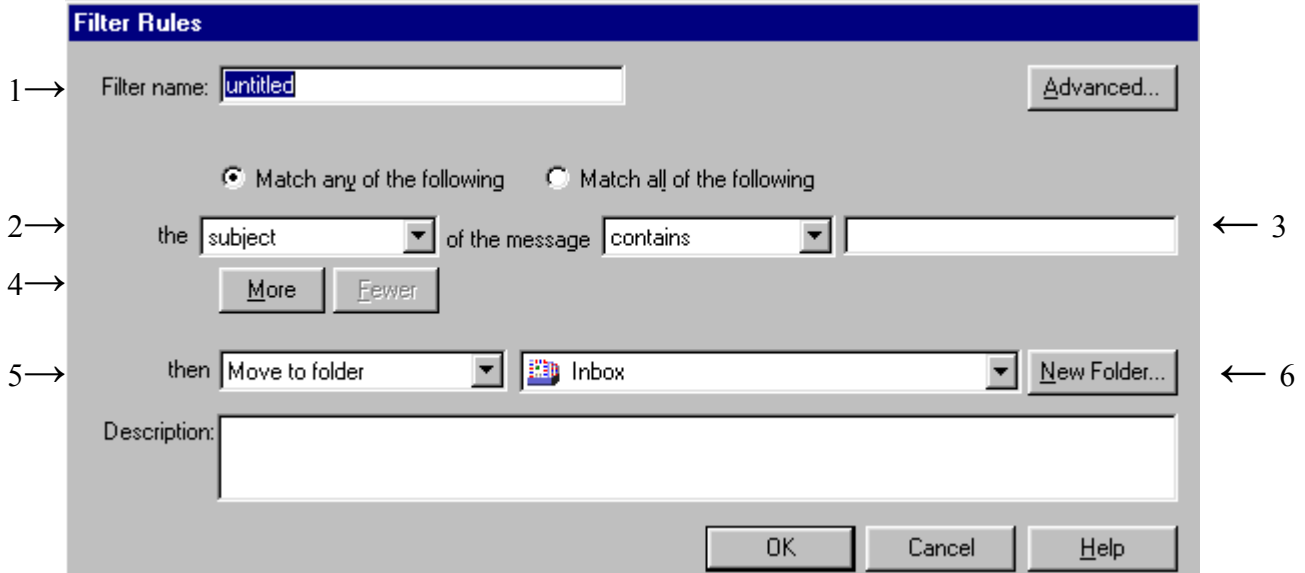 Filter Rules
1→ Filter name: untitled Advanced...
Match any of the following Match all of the following
2→ the subject of the message contains ← 3
4→ More Fewer
5→ then Move to folder Inbox New Folder... ← 6
Description:
OK Cancel Help